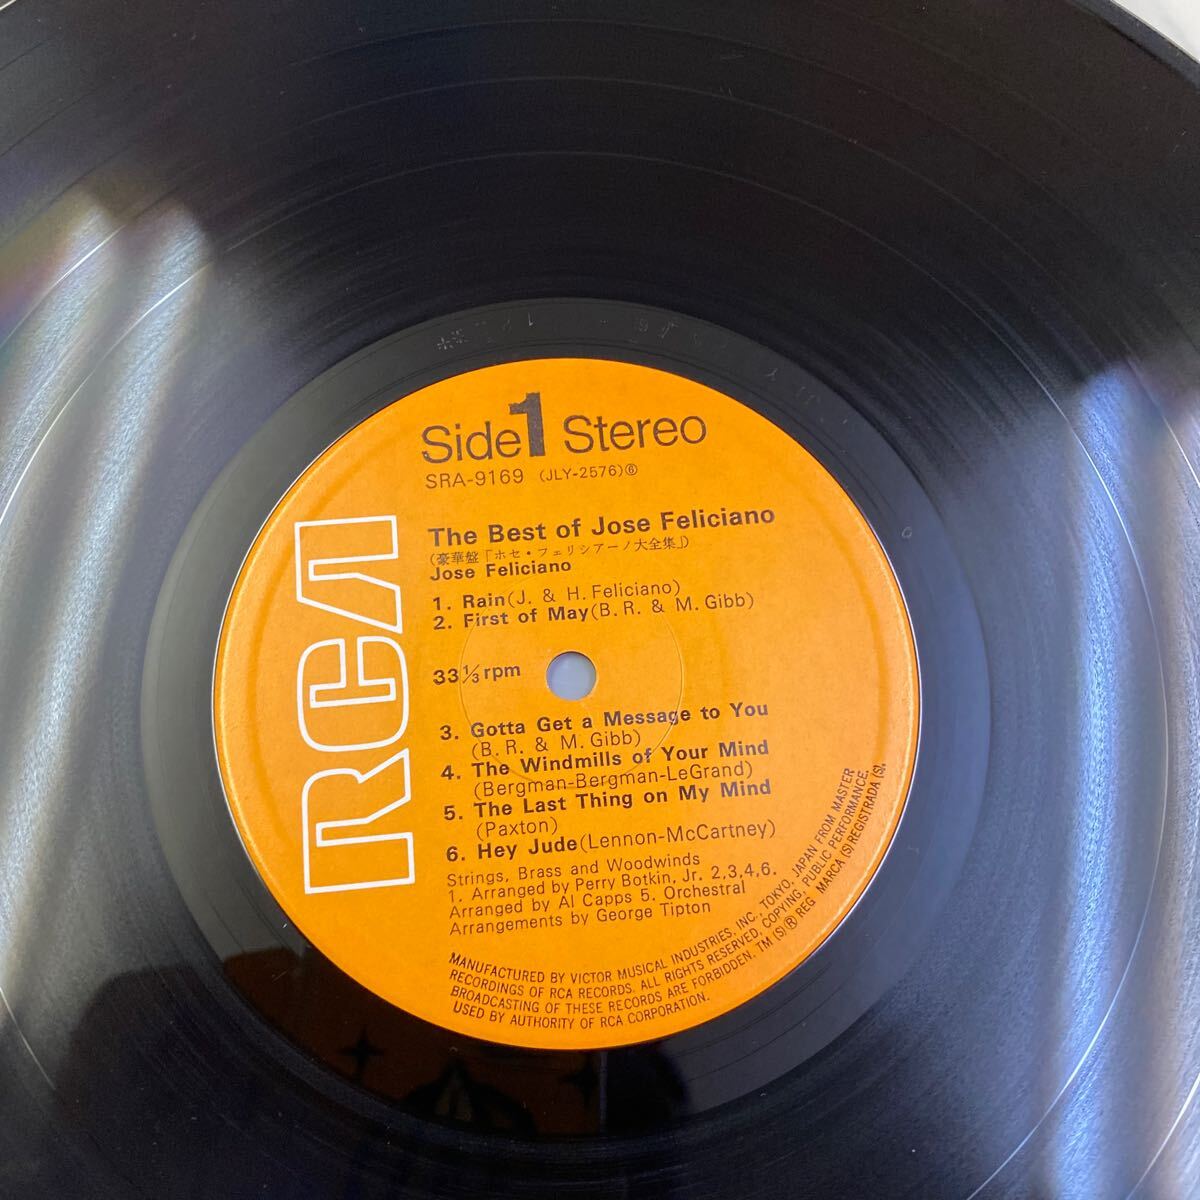 Side 1 Stereo
SRA-9169 (JLY-2576)⑥
The Best of Jose Feliciano
(豪華盤「ホセ・フェリシアーノ大全集」)
Jose Feliciano
1. Rain (J. & H. Feliciano)
2. First of May (B. R. & M. Gibb)
33⅓ rpm
3. Gotta Get a Message to You
(B. R. & M. Gibb)
4. The Windmills of Your Mind
(Bergman-Bergman-LeGrand)
5. The Last Thing on My Mind
(Paxton)
6. Hey Jude (Lennon-McCartney)
Strings, Brass and Woodwinds
1. Arranged by Perry Botkin, Jr. 2,3,4,6.
Arranged by Al Capps 5. Orchestral
Arrangements by George Tipton
RCA
MANUFACTURED BY VICTOR MUSICAL INDUSTRIES, INC. TOKYO, JAPAN FROM MASTER
RECORDINGS OF RCA RECORDS. ALL RIGHTS RESERVED, COPYING, PUBLIC PERFORMANCE,
BROADCASTING OF THESE RECORDS ARE FORBIDDEN. TM (S) ® REG MARCA (S) REGISTRADA (S).
USED BY AUTHORITY OF RCA CORPORATION.